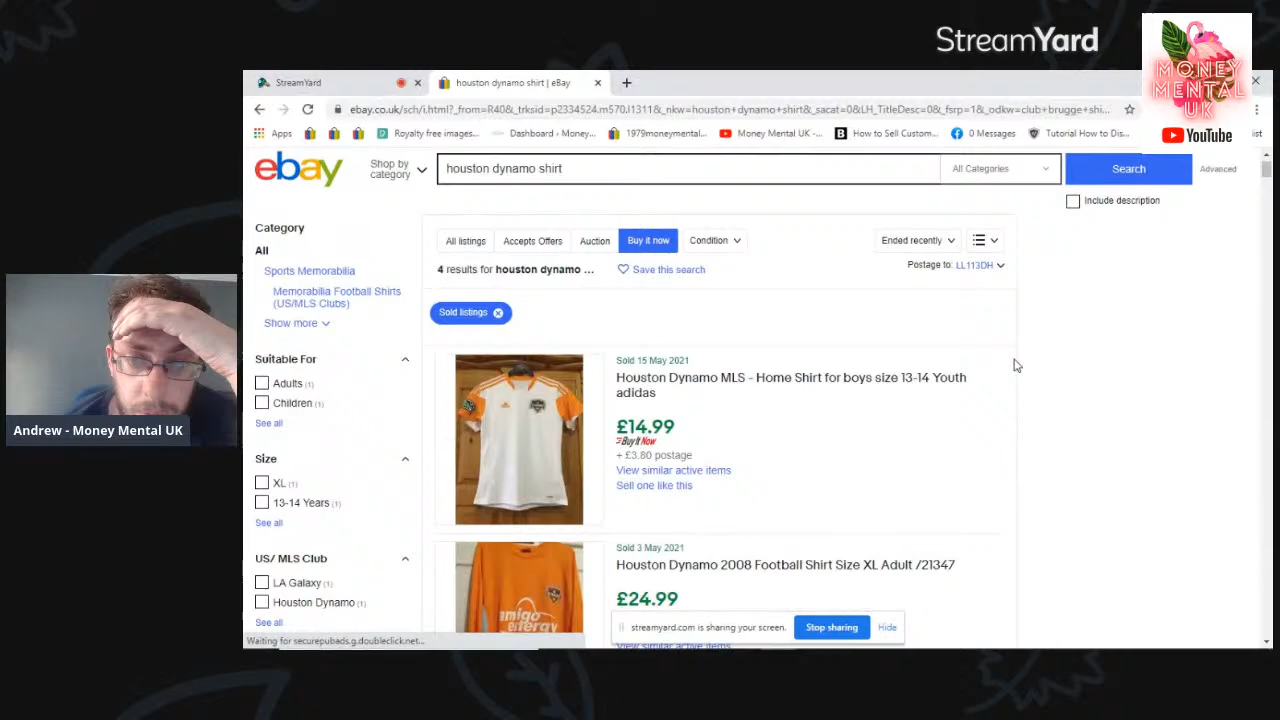 StreamYard
MONEY
MENTAL
UK
YouTube
StreamYard
houston dynamo shirt | eBay
ebay.co.uk/sch/i.html?_from=R40&_trksid=p2334524.m570.l1311&_nkw=houston+dynamo+shirt&_sacat=0&LH_TitleDesc=0&_fsrp=1&_odkw=club+brugge+shi...
Apps
Royalty free images...
Dashboard ‹ Money...
1979moneymental...
Money Mental UK -...
How to Sell Custom...
0 Messages
Tutorial How to Dis...
ebay
Shop by
category
houston dynamo shirt
All Categories
Search
Advanced
Include description
Category
All
Sports Memorabilia
Memorabilia Football Shirts
(US/MLS Clubs)
Show more
Suitable For
Adults (1)
Children (1)
See all
Size
XL (1)
13-14 Years (1)
See all
US/ MLS Club
LA Galaxy (1)
Houston Dynamo (1)
See all
All listings
Accepts Offers
Auction
Buy it now
Condition
Ended recently
4 results for houston dynamo ...
Save this search
Postage to: LL113DH
Sold listings
Sold 15 May 2021
Houston Dynamo MLS - Home Shirt for boys size 13-14 Youth
adidas
£14.99
Buy It Now
+ £3.80 postage
View similar active items
Sell one like this
Sold 3 May 2021
Houston Dynamo 2008 Football Shirt Size XL Adult /21347
£24.99
amigo
energy
View similar active items
streamyard.com is sharing your screen.
Stop sharing
Hide
Waiting for securepubads.g.doubleclick.net...
Andrew - Money Mental UK